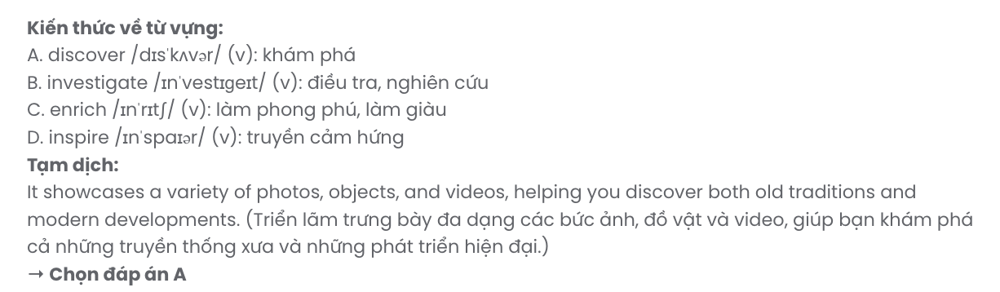 Kiến thức về từ vựng:
A. discover /dɪsˈkʌvər/ (v): khám phá
B. investigate /ɪnˈvestɪɡeɪt/ (v): điều tra, nghiên cứu
C. enrich /ɪnˈrɪtʃ/ (v): làm phong phú, làm giàu
D. inspire /ɪnˈspaɪər/ (v): truyền cảm hứng
Tạm dịch:
It showcases a variety of photos, objects, and videos, helping you discover both old traditions and
modern developments. (Triển lãm trưng bày đa dạng các bức ảnh, đồ vật và video, giúp bạn khám phá
cả những truyền thống xưa và những phát triển hiện đại.)
→ Chọn đáp án A